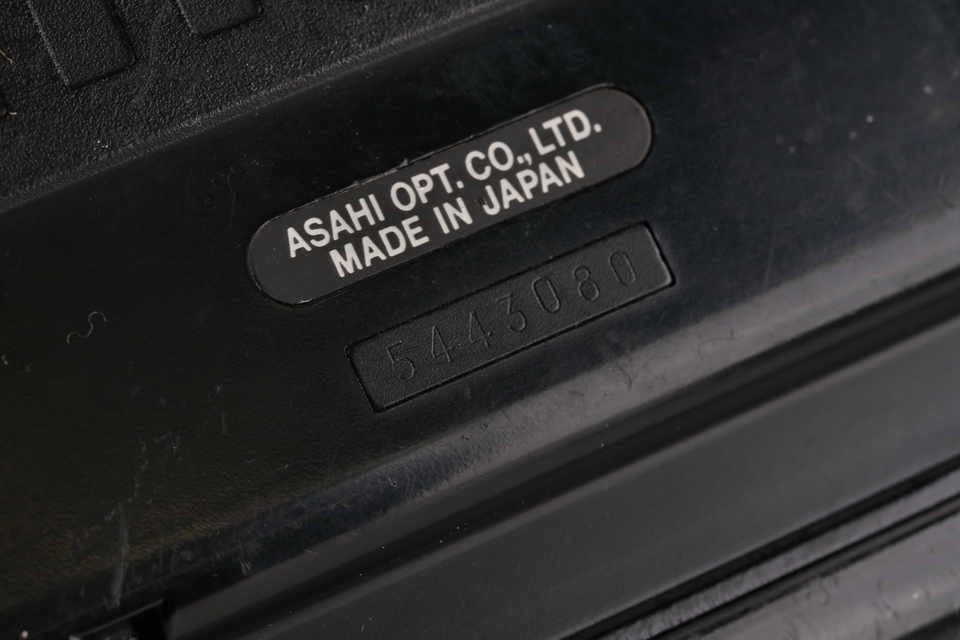 ASAHI OPT. CO., LTD.
MADE IN JAPAN
5443080